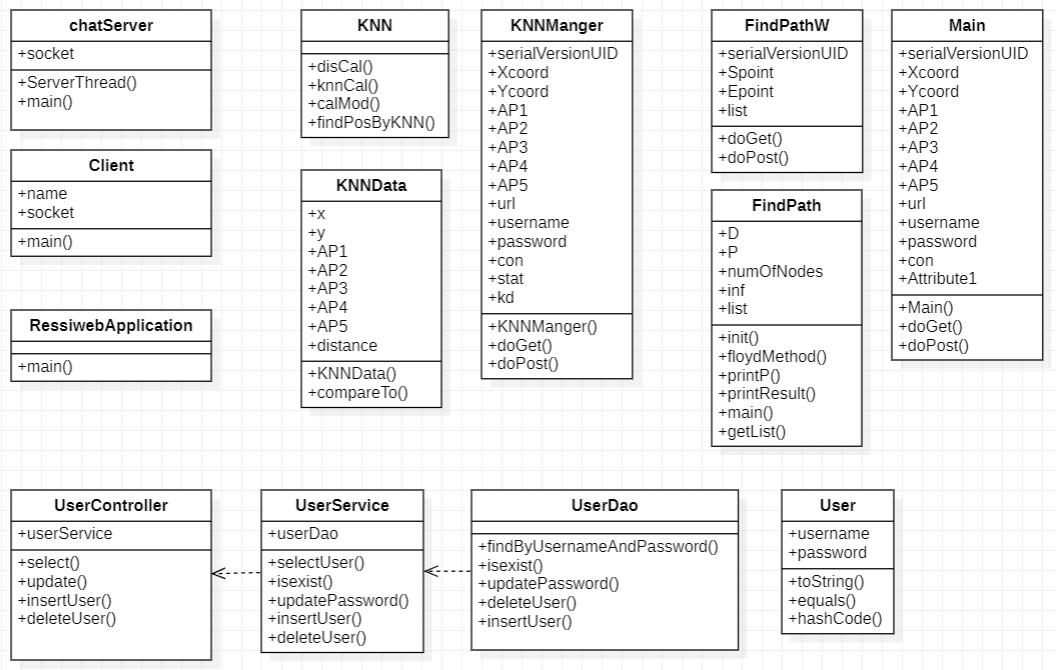 chatServer
+socket
+ServerThread()
+main()
Client
+name
+socket
+main()
RessiwebApplication
+main()
KNN
+disCal()
+knnCal()
+calMod()
+findPosByKNN()
KNNData
+x
+y
+AP1
+AP2
+AP3
+AP4
+AP5
+distance
+KNNData()
+compareTo()
KNNManger
+serialVersionUID
+Xcoord
+Ycoord
+AP1
+AP2
+AP3
+AP4
+AP5
+url
+username
+password
+con
+stat
+kd
+KNNManger()
+doGet()
+doPost()
FindPathW
+serialVersionUID
+Spoint
+Epoint
+list
+doGet()
+doPost()
FindPath
+D
+P
+numOfNodes
+inf
+list
+init()
+floydMethod()
+printP()
+printResult()
+main()
+getList()
Main
+serialVersionUID
+Xcoord
+Ycoord
+AP1
+AP2
+AP3
+AP4
+AP5
+url
+username
+password
+con
+Attribute1
+Main()
+doGet()
+doPost()
UserController
+userService
+select()
+update()
+insertUser()
+deleteUser()
UserService
+userDao
+selectUser()
+isexist()
+updatePassword()
+insertUser()
+deleteUser()
UserDao
+findByUsernameAndPassword()
+isexist()
+updatePassword()
+deleteUser()
+insertUser()
User
+username
+password
+toString()
+equals()
+hashCode()